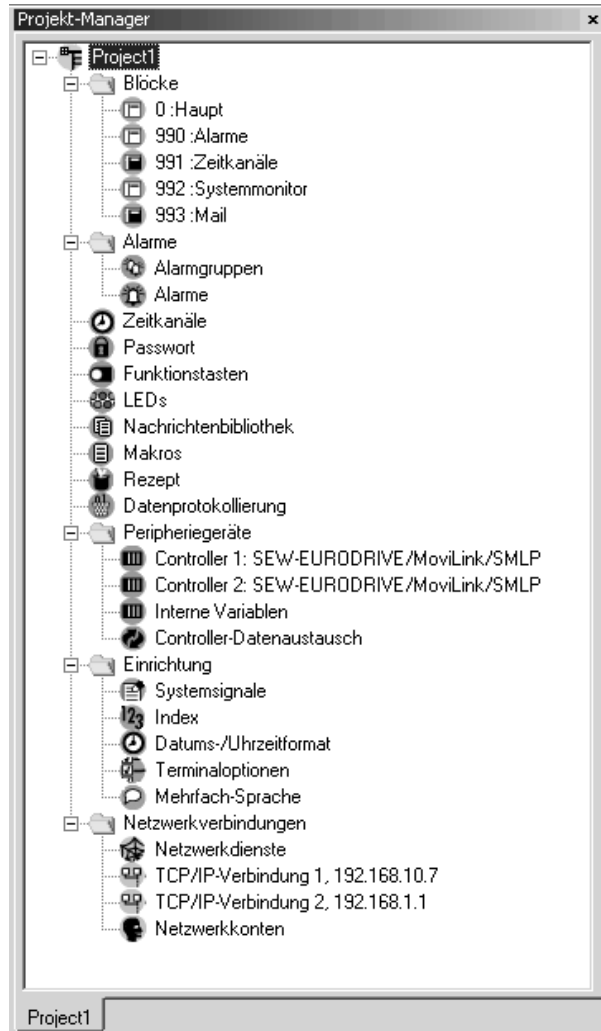 Projekt-Manager
Project1
Blöcke
0 :Haupt
990 :Alarme
991 :Zeitkanäle
992 :Systemmonitor
993 :Mail
Alarme
Alarmgruppen
Alarme
Zeitkanäle
Passwort
Funktionstasten
LEDs
Nachrichtenbibliothek
Makros
Rezept
Datenprotokollierung
Peripheriegeräte
Controller 1: SEW-EURODRIVE/MoviLink/SMLP
Controller 2: SEW-EURODRIVE/MoviLink/SMLP
Interne Variablen
Controller-Datenaustausch
Einrichtung
Systemsignale
Index
Datums-/Uhrzeitformat
Terminaloptionen
Mehrfach-Sprache
Netzwerkverbindungen
Netzwerkdienste
TCP/IP-Verbindung 1, 192.168.10.7
TCP/IP-Verbindung 2, 192.168.1.1
Netzwerkkonten
Project1